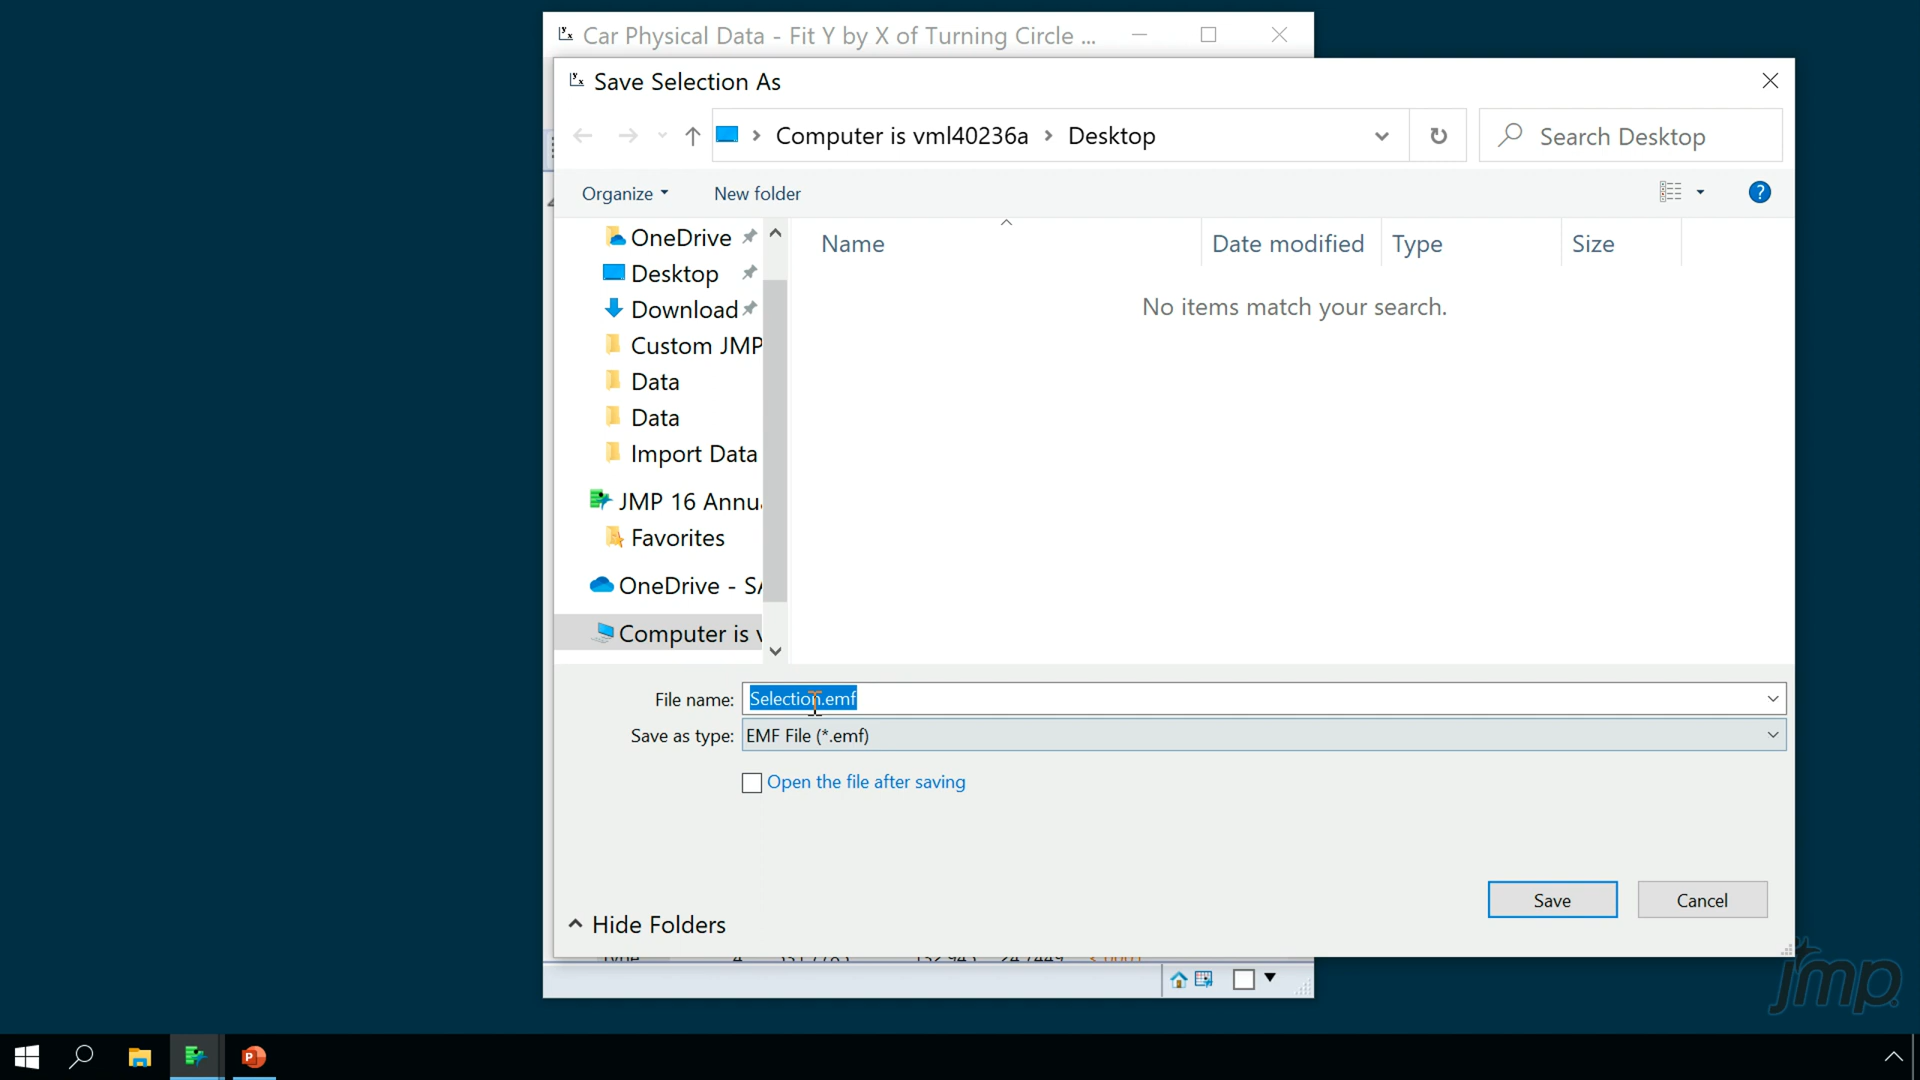 Car Physical Data - Fit Y by X of Turning Circle ...
Save Selection As
Computer is vml40236a > Desktop
Search Desktop
Organize
New folder
OneDrive
Desktop
Download
Custom JMP
Data
Data
Import Data
JMP 16 Annu
Favorites
OneDrive - SA
Computer is v
Name
Date modified
Type
Size
No items match your search.
File name: Selection.emf
Save as type: EMF File (*.emf)
Open the file after saving
Hide Folders
Save
Cancel
jmp